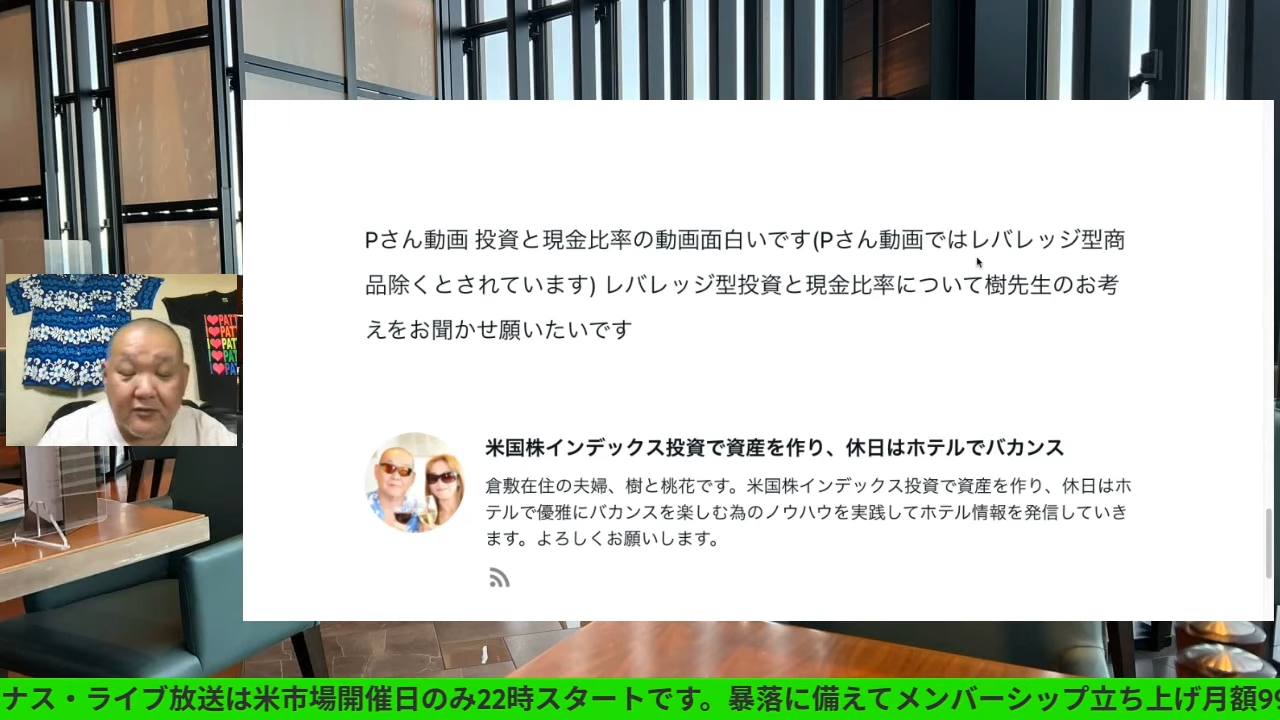 Pさん動画 投資と現金比率の動画面白いです(Pさん動画ではレバレッジ型商
品除くとされています) レバレッジ型投資と現金比率について樹先生のお考
えをお聞かせ願いたいです
米国株インデックス投資で資産を作り、休日はホテルでバカンス
倉敷在住の夫婦、樹と桃花です。米国株インデックス投資で資産を作り、休日はホ
テルで優雅にバカンスを楽しむ為のノウハウを実践してホテル情報を発信していき
ます。よろしくお願いします。
ナス・ライブ放送は米市場開催日のみ22時スタートです。暴落に備えてメンバーシップ立ち上げ月額99